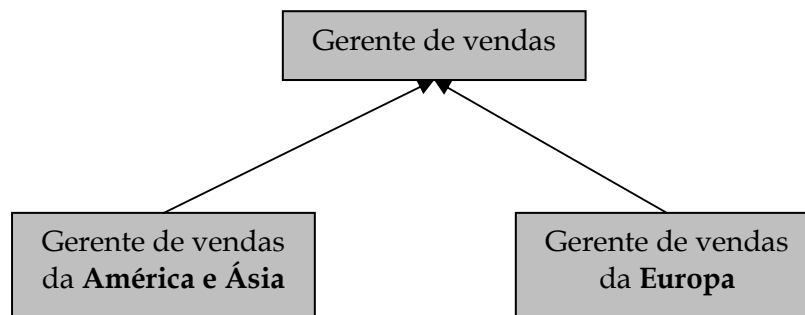 Gerente de vendas
Gerente de vendas
da América e Ásia
Gerente de vendas
da Europa